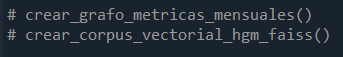 # crear_grafo_metricas_mensuales()
# crear_corpus_vectorial_hgm_faiss()